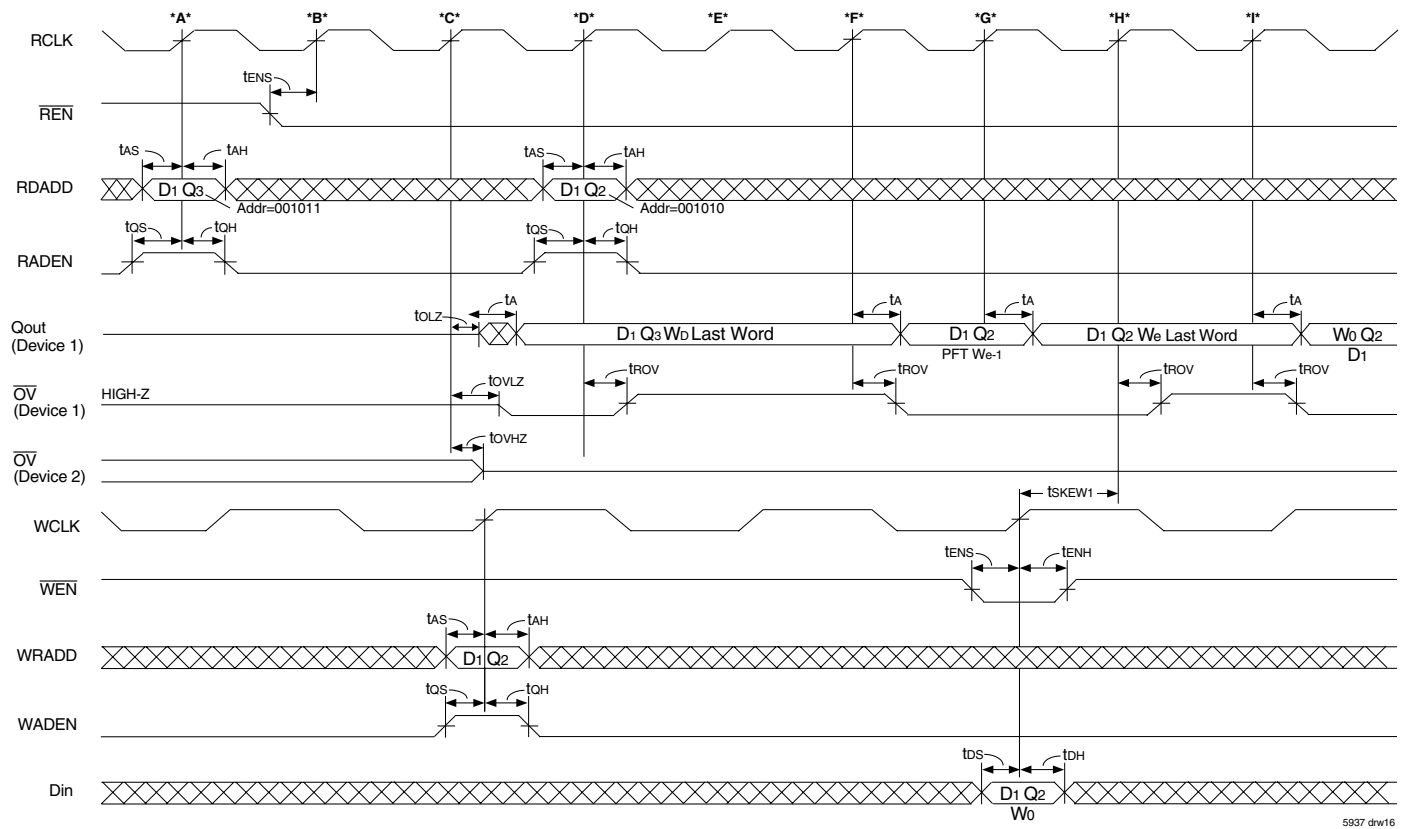 *A* *B* *C* *D* *E* *F* *G* *H* *I*
RCLK
tENS
REN
tAS tAH tAS tAH
RDADD D1 Q3 D1 Q2
Addr=001011 Addr=001010
tQS tQH tQS tQH
RADEN
tOLZ tA tA tA tA
Qout
(Device 1)
D1 Q3 WD Last Word D1 Q2 D1 Q2 We Last Word W0 Q2
PFT We-1 D1
tOVLZ tROV tROV tROV tROV
OV
(Device 1)
HIGH-Z
tOVHZ
OV
(Device 2)
tSKEW1
WCLK
tENS tENH
WEN
tAS tAH
WRADD D1 Q2
tQS tQH
WADEN
tDS tDH
Din D1 Q2
W0
5937 drw16